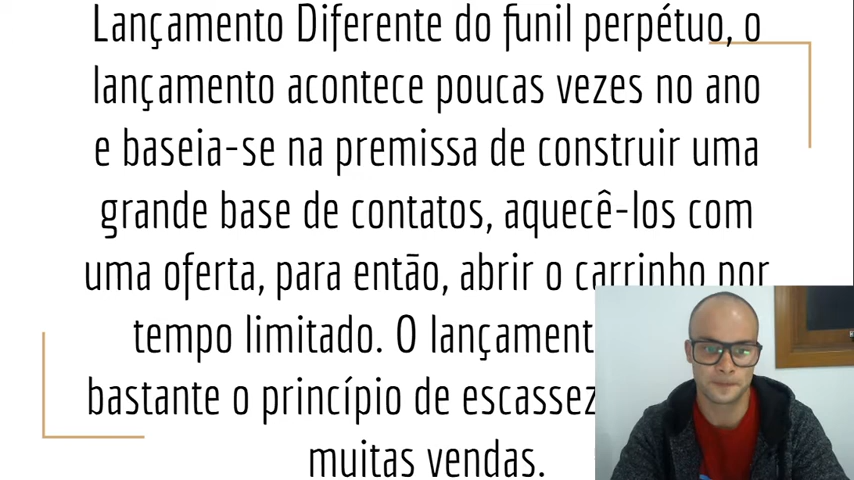 Lançamento Diferente do funil perpétuo, o
lançamento acontece poucas vezes no ano
e baseia-se na premissa de construir uma
grande base de contatos, aquecê-los com
uma oferta, para então, abrir o carrinho por
tempo limitado. O
bastante o princípio de escassez
muitas vendas.